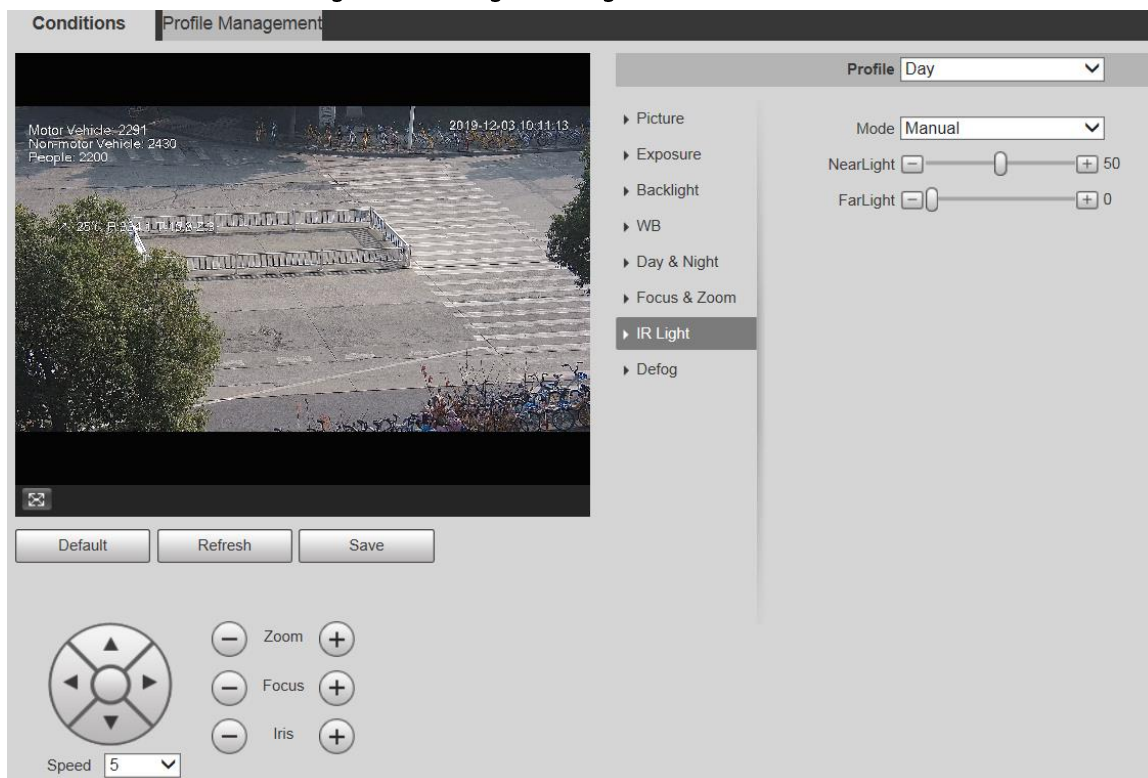 Conditions
Profile Management
Profile Day
Motor Vehicle: 2291
Non-motor Vehicle: 2430
People: 2200
2019-12-03 10:11:13
Picture
Exposure
Backlight
WB
Day & Night
Focus & Zoom
IR Light
Defog
Mode Manual
NearLight 50
FarLight 0
Default
Refresh
Save
Zoom
Focus
Iris
Speed 5